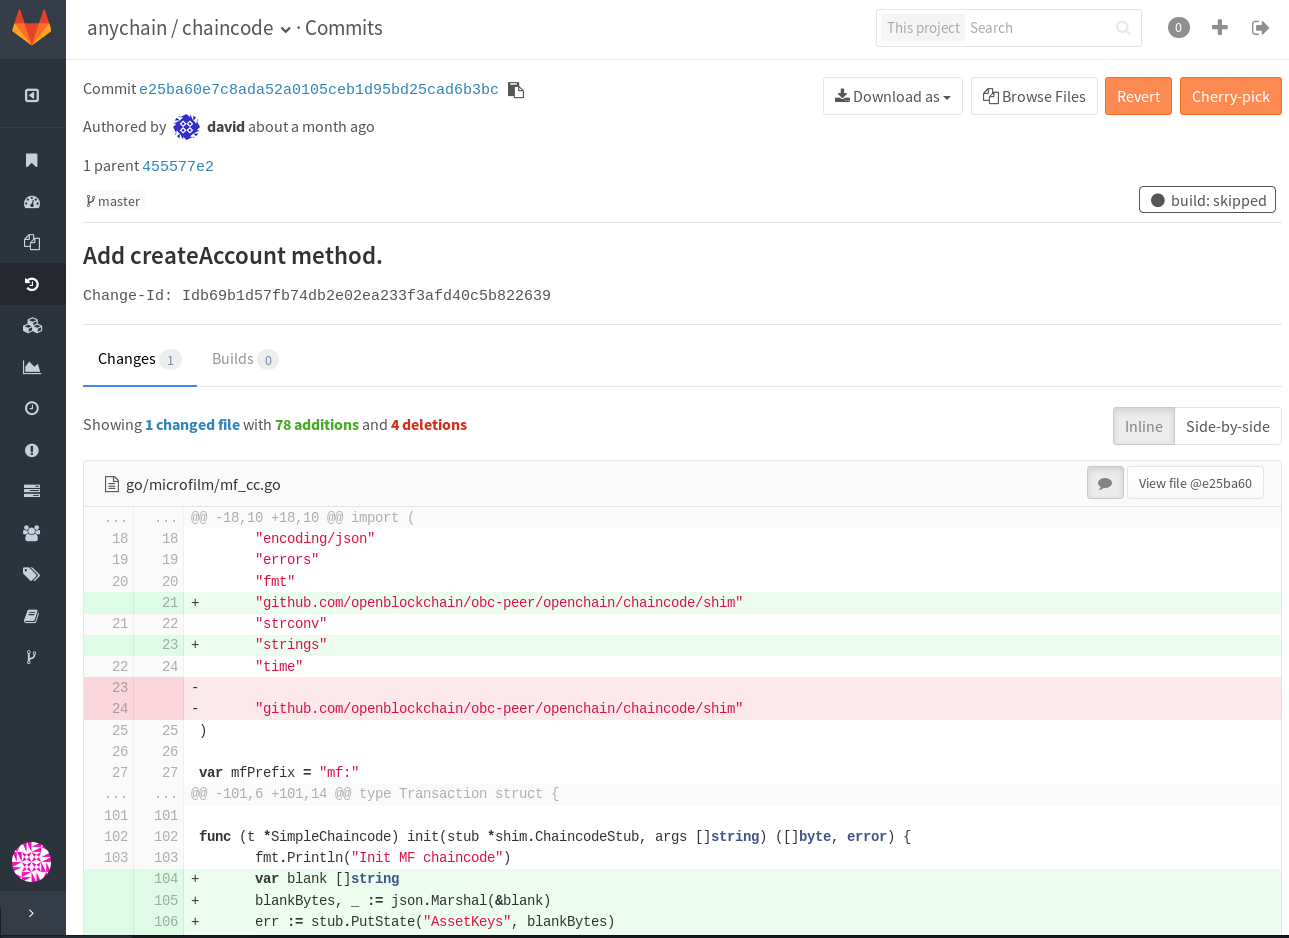 anychain / chaincode · Commits
This project Search
0
Commit e25ba60e7c8ada52a0105ceb1d95bd25cad6b3bc
Download as
Browse Files
Revert
Cherry-pick
Authored by david about a month ago
1 parent 455577e2
master
build: skipped
Add createAccount method.
Change-Id: Idb69b1d57fb74db2e02ea233f3afd40c5b822639
Changes 1 Builds 0
Showing 1 changed file with 78 additions and 4 deletions
Inline Side-by-side
go/microfilm/mf_cc.go
View file @e25ba60
... ... @@ -18,10 +18,10 @@ import (
18 18 "encoding/json"
19 19 "errors"
20 20 "fmt"
21 + "github.com/openblockchain/obc-peer/openchain/chaincode/shim"
21 22 "strconv"
23 + "strings"
22 24 "time"
23 -
24 - "github.com/openblockchain/obc-peer/openchain/chaincode/shim"
25 25 )
26 26
27 27 var mfPrefix = "mf:"
... ... @@ -101,6 +101,14 @@ type Transaction struct {
101 101
102 102 func (t *SimpleChaincode) init(stub *shim.ChaincodeStub, args []string) ([]byte, error) {
103 103 fmt.Println("Init MF chaincode")
104 + var blank []string
105 + blankBytes, _ := json.Marshal(&blank)
106 + err := stub.PutState("AssetKeys", blankBytes)